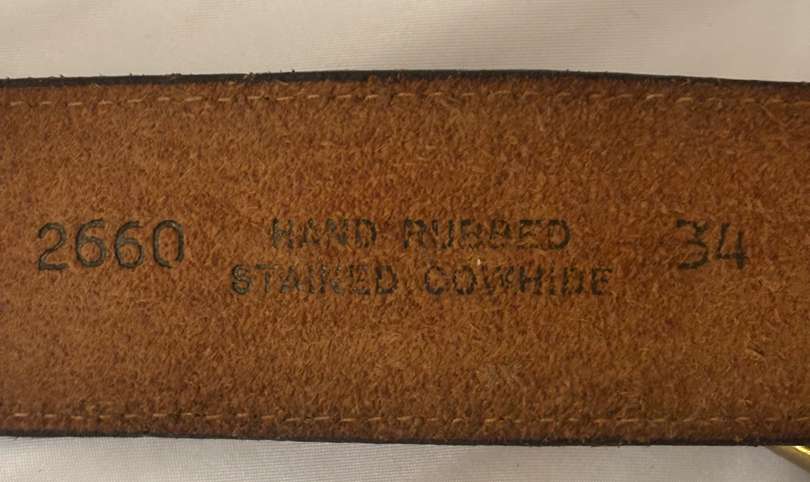 2660
HAND RUBBED
STAINED COWHIDE
34